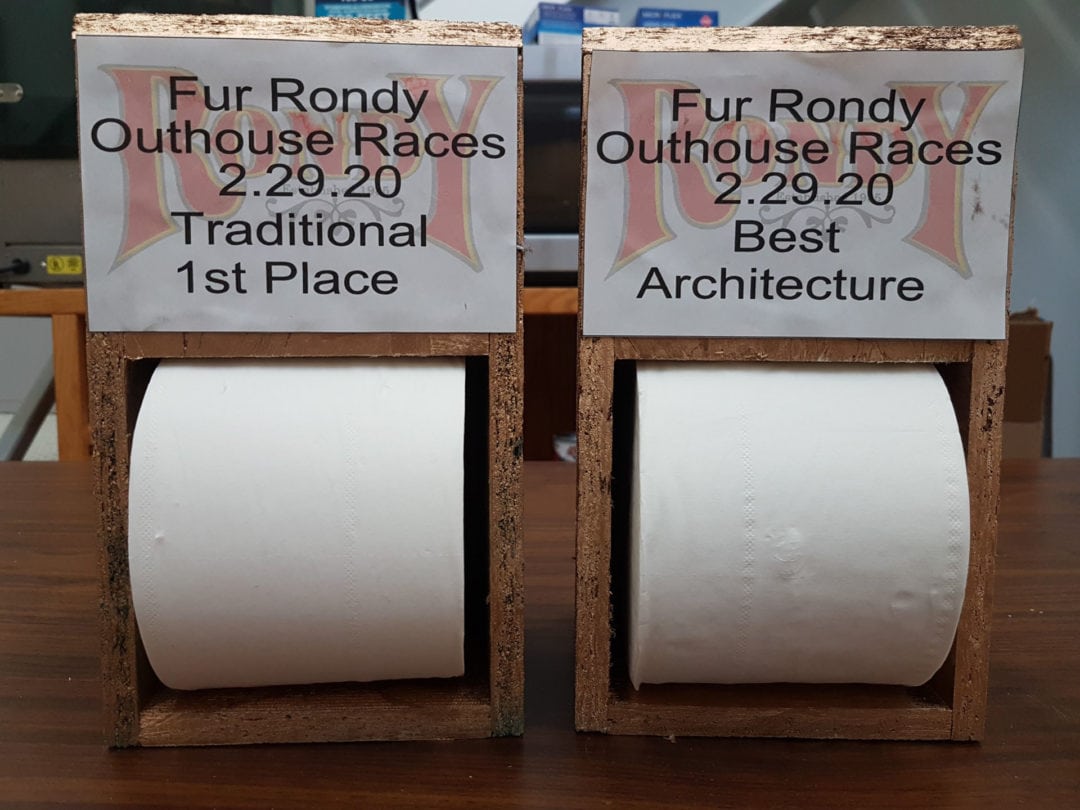 Fur Rondy
Outhouse Races
2.29.20
Traditional
1st Place
RONDY
Fur Rondy
Outhouse Races
2.29.20
Best
Architecture
RONDY